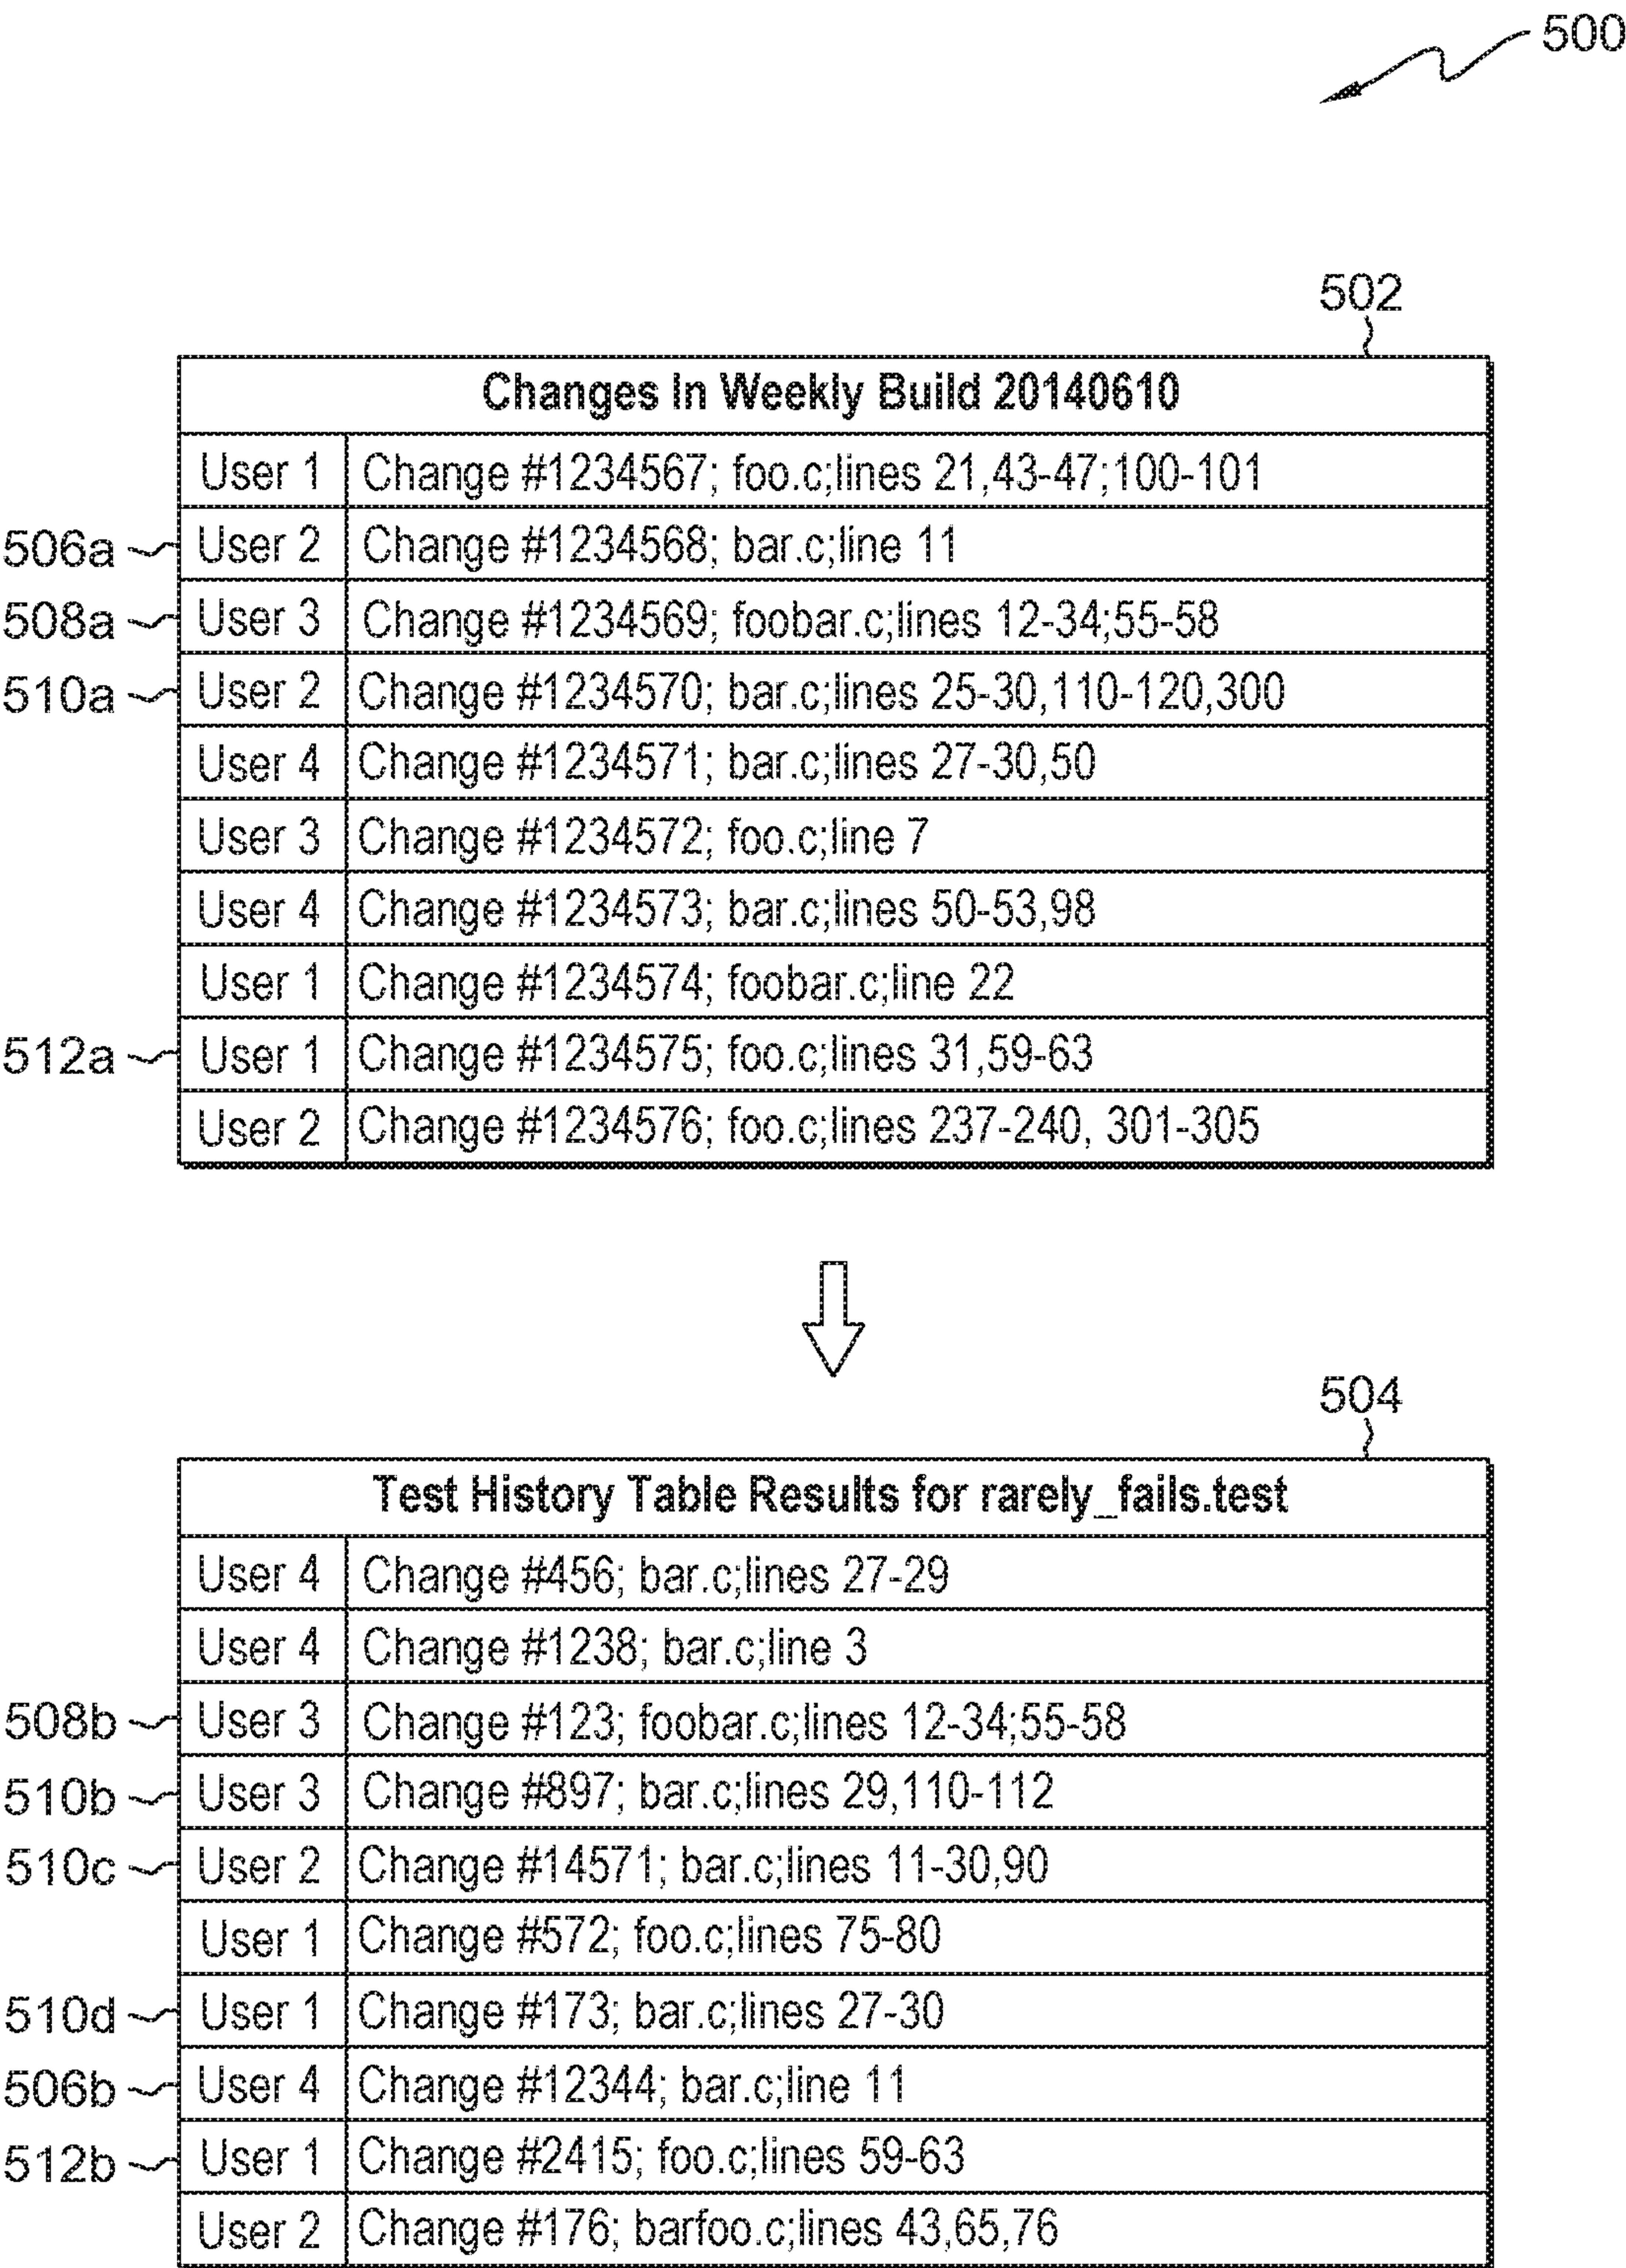 500
502
Changes In Weekly Build 20140610
User 1 Change #1234567; foo.c;lines 21,43-47;100-101
506a User 2 Change #1234568; bar.c;line 11
508a User 3 Change #1234569; foobar.c;lines 12-34;55-58
510a User 2 Change #1234570; bar.c;lines 25-30,110-120,300
User 4 Change #1234571; bar.c;lines 27-30,50
User 3 Change #1234572; foo.c;line 7
User 4 Change #1234573; bar.c;lines 50-53,98
User 1 Change #1234574; foobar.c;line 22
512a User 1 Change #1234575; foo.c;lines 31,59-63
User 2 Change #1234576; foo.c;lines 237-240, 301-305
504
Test History Table Results for rarely_fails.test
User 4 Change #456; bar.c;lines 27-29
User 4 Change #1238; bar.c;line 3
508b User 3 Change #123; foobar.c;lines 12-34;55-58
510b User 3 Change #897; bar.c;lines 29,110-112
510c User 2 Change #14571; bar.c;lines 11-30,90
User 1 Change #572; foo.c;lines 75-80
510d User 1 Change #173; bar.c;lines 27-30
506b User 4 Change #12344; bar.c;line 11
512b User 1 Change #2415; foo.c;lines 59-63
User 2 Change #176; barfoo.c;lines 43,65,76